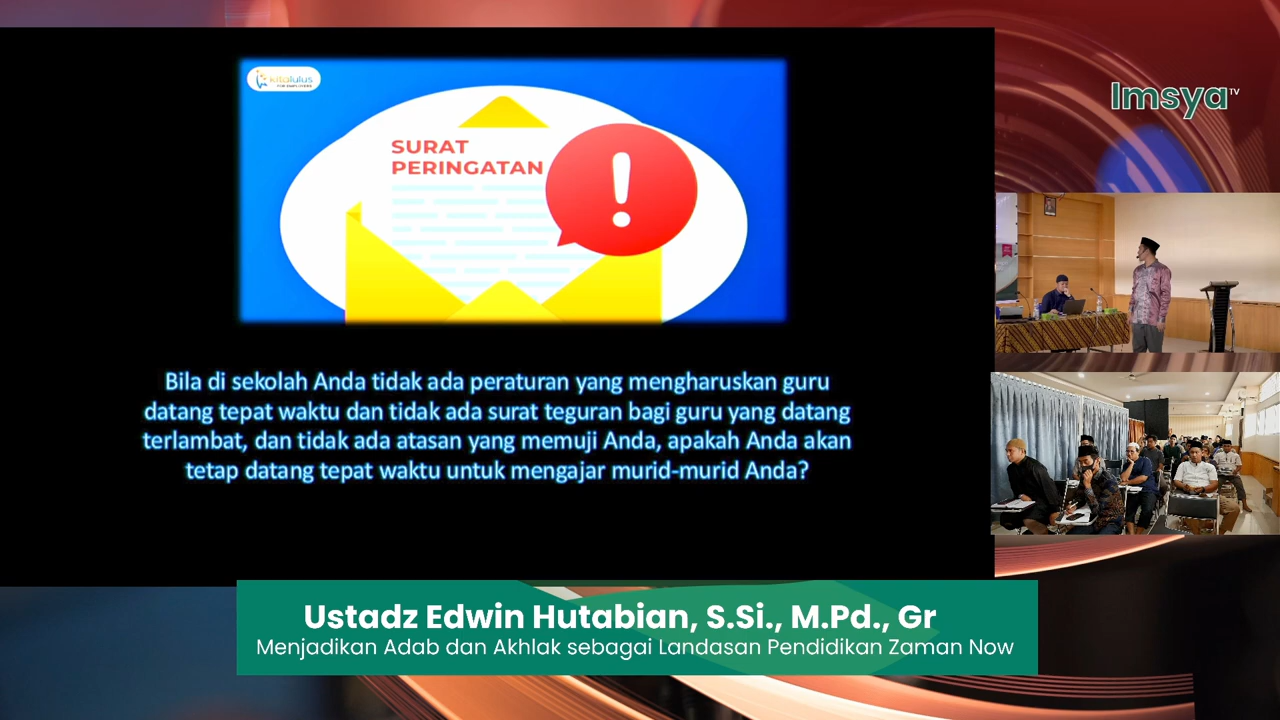 kitalulus
FOR EMPLOYERS
SURAT
PERINGATAN
Imsya TV
Bila di sekolah Anda tidak ada peraturan yang mengharuskan guru
datang tepat waktu dan tidak ada surat teguran bagi guru yang datang
terlambat, dan tidak ada atasan yang memuji Anda, apakah Anda akan
tetap datang tepat waktu untuk mengajar murid-murid Anda?
Ustadz Edwin Hutabian, S.Si., M.Pd., Gr
Menjadikan Adab dan Akhlak sebagai Landasan Pendidikan Zaman Now